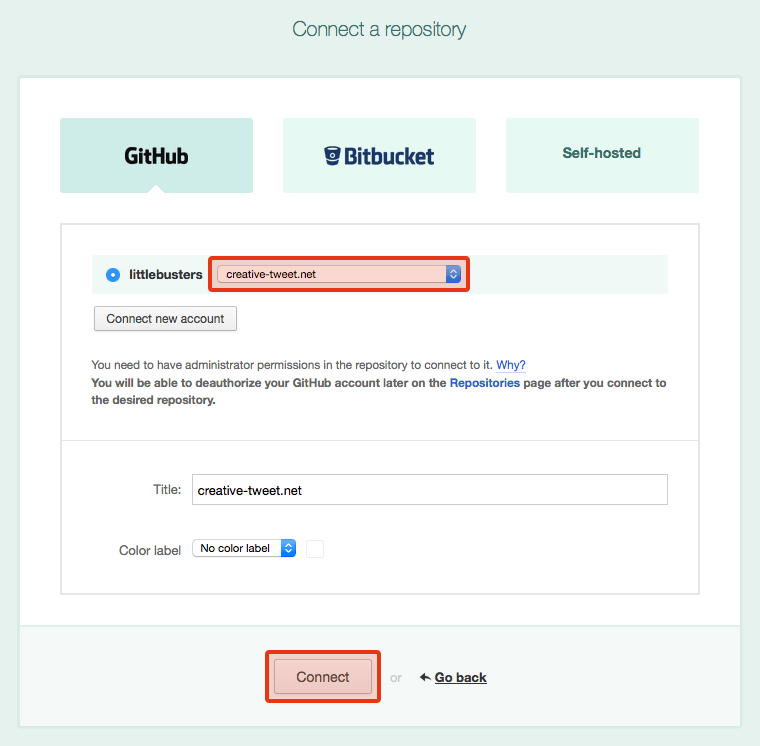 Connect a repository
GitHub
Bitbucket
Self-hosted
littlebusters
creative-tweet.net
Connect new account
You need to have administrator permissions in the repository to connect to it. Why?
You will be able to deauthorize your GitHub account later on the Repositories page after you connect to
the desired repository.
Title:
creative-tweet.net
Color label
No color label
Connect
or
Go back